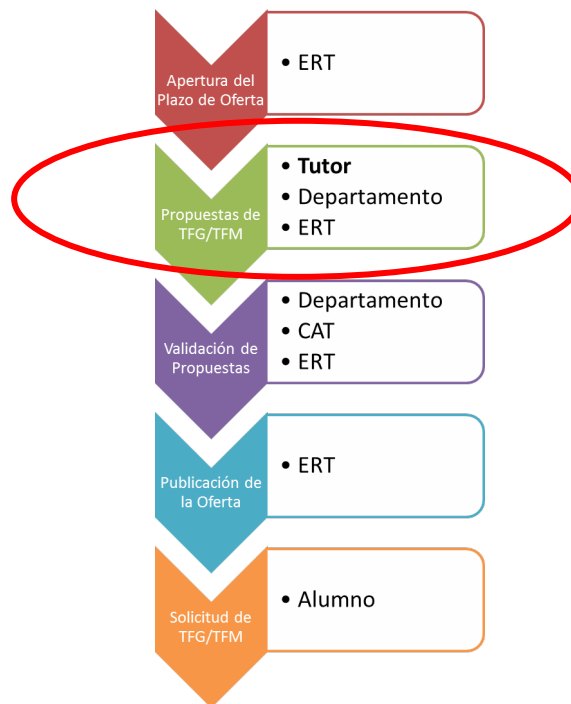 Apertura del
Plazo de Oferta
• ERT
Propuestas de
TFG/TFM
• Tutor
• Departamento
• ERT
Validación de
Propuestas
• Departamento
• CAT
• ERT
Publicación de
la Oferta
• ERT
Solicitud de
TFG/TFM
• Alumno